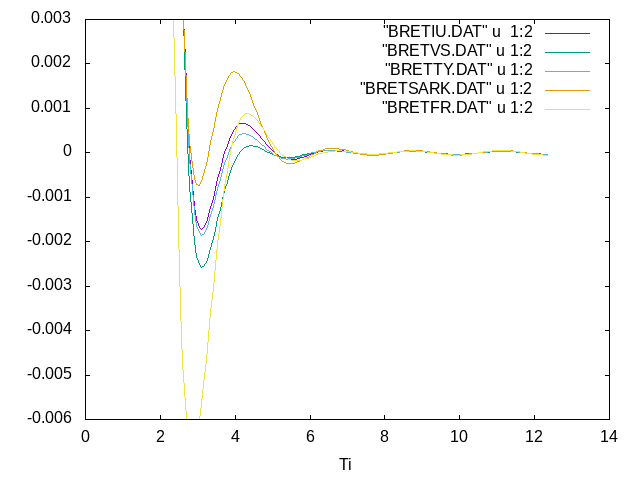 0.003
0.002
0.001
0
-0.001
-0.002
-0.003
-0.004
-0.005
-0.006
"BRETIU.DAT" u  1:2
"BRETVS.DAT" u 1:2
"BRETTY.DAT" u 1:2
"BRETSARK.DAT" u 1:2
"BRETFR.DAT" u 1:2
0 2 4 6 8 10 12 14
Ti